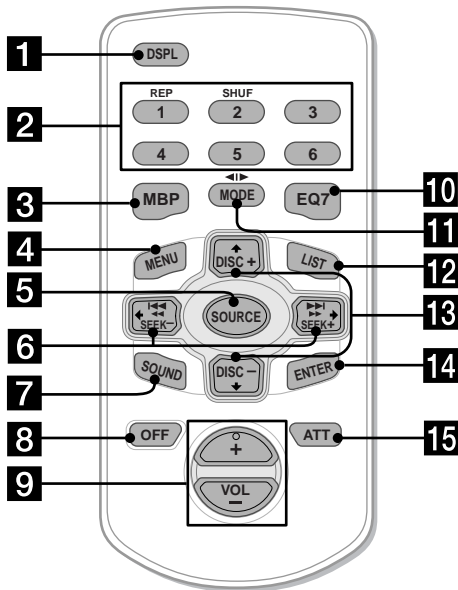 1 DSPL
REP SHUF
2 1 2 3
4 5 6
3 MBP MODE EQ7 10
11
4 MENU DISC + LIST 12
5 SOURCE 13
6 SEEK− SEEK+
7 SOUND DISC − ENTER 14
8 OFF + ATT 15
9 VOL
−